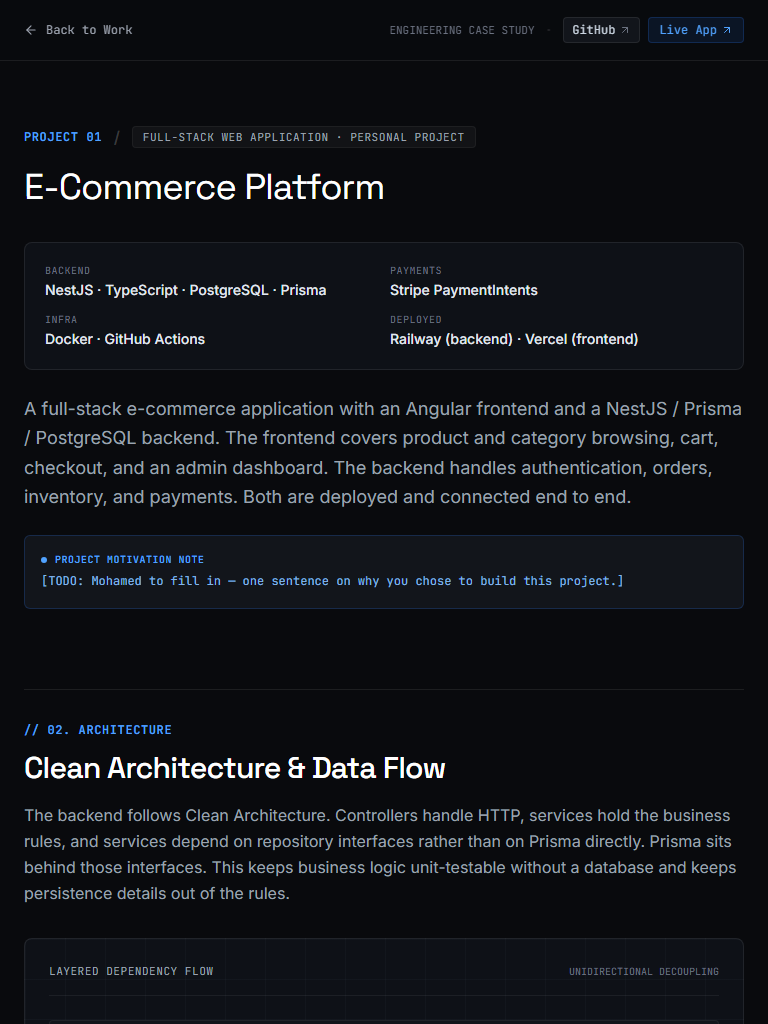 ← Back to Work
ENGINEERING CASE STUDY · GitHub ↗ Live App ↗
PROJECT 01 / FULL-STACK WEB APPLICATION · PERSONAL PROJECT
E-Commerce Platform
BACKEND
NestJS · TypeScript · PostgreSQL · Prisma
PAYMENTS
Stripe PaymentIntents
INFRA
Docker · GitHub Actions
DEPLOYED
Railway (backend) · Vercel (frontend)
A full-stack e-commerce application with an Angular frontend and a NestJS / Prisma
/ PostgreSQL backend. The frontend covers product and category browsing, cart,
checkout, and an admin dashboard. The backend handles authentication, orders,
inventory, and payments. Both are deployed and connected end to end.
PROJECT MOTIVATION NOTE
[TODO: Mohamed to fill in — one sentence on why you chose to build this project.]
// 02. ARCHITECTURE
Clean Architecture & Data Flow
The backend follows Clean Architecture. Controllers handle HTTP, services hold the business
rules, and services depend on repository interfaces rather than on Prisma directly. Prisma sits
behind those interfaces. This keeps business logic unit-testable without a database and keeps
persistence details out of the rules.
LAYERED DEPENDENCY FLOW
UNIDIRECTIONAL DECOUPLING